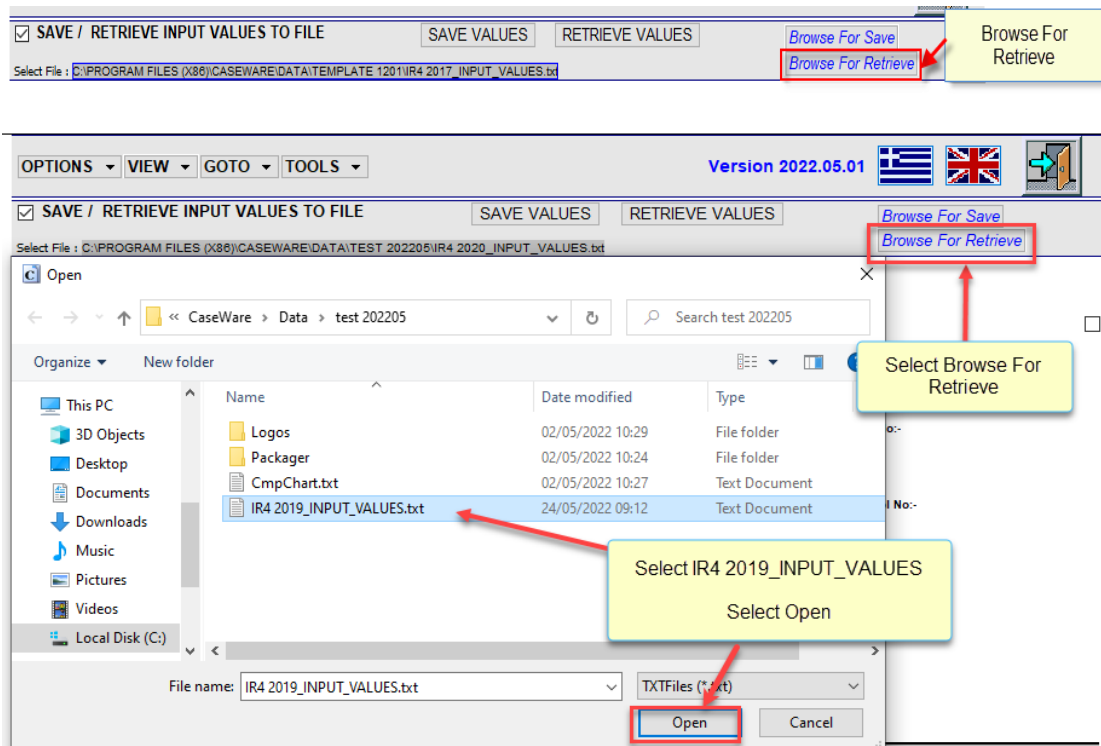 SAVE / RETRIEVE INPUT VALUES TO FILE SAVE VALUES RETRIEVE VALUES Browse For Save
Select File : C:\PROGRAM FILES (X86)\CASEWARE\DATA\TEMPLATE 1201\IR4 2017_INPUT_VALUES.txt Browse For Retrieve
Browse For
Retrieve
OPTIONS VIEW GOTO TOOLS Version 2022.05.01
SAVE / RETRIEVE INPUT VALUES TO FILE SAVE VALUES RETRIEVE VALUES Browse For Save
Select File : C:\PROGRAM FILES (X86)\CASEWARE\DATA\TEST 202205\IR4 2020_INPUT_VALUES.txt Browse For Retrieve
Open
« CaseWare › Data › test 202205 Search test 202205
Organize New folder
Select Browse For
Retrieve
Name Date modified Type
This PC
3D Objects
Desktop
Documents
Downloads
Music
Pictures
Videos
Local Disk (C:)
Logos 02/05/2022 10:29 File folder
Packager 02/05/2022 10:24 File folder
CmpChart.txt 02/05/2022 10:27 Text Document
IR4 2019_INPUT_VALUES.txt 24/05/2022 09:12 Text Document
o:-
l No:-
Select IR4 2019_INPUT_VALUES
Select Open
File name: IR4 2019_INPUT_VALUES.txt TXTFiles (*.txt)
Open Cancel